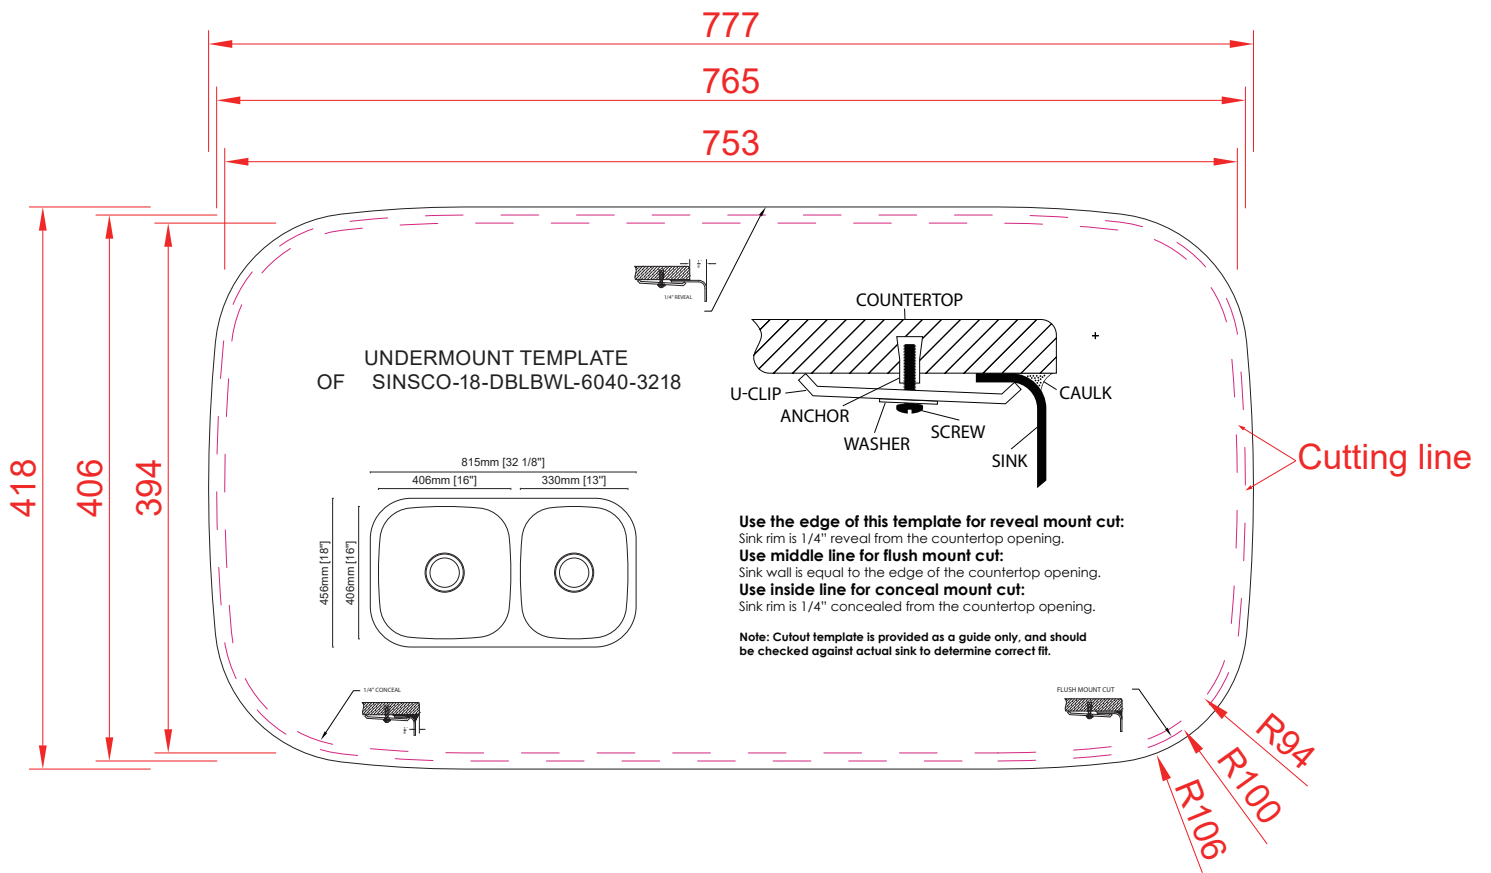 777
765
753
418
406
394
1/4" REVEAL
COUNTERTOP
UNDERMOUNT TEMPLATE
OF SINSCO-18-DBLBWL-6040-3218
U-CLIP
ANCHOR
WASHER
SCREW
CAULK
SINK
Cutting line
815mm [32 1/8"]
406mm [16"]
330mm [13"]
456mm [18"]
406mm [16"]
Use the edge of this template for reveal mount cut:
Sink rim is 1/4" reveal from the countertop opening.
Use middle line for flush mount cut:
Sink wall is equal to the edge of the countertop opening.
Use inside line for conceal mount cut:
Sink rim is 1/4" concealed from the countertop opening.
Note: Cutout template is provided as a guide only, and should
be checked against actual sink to determine correct fit.
1/4" CONCEAL
FLUSH MOUNT CUT
R94
R100
R106